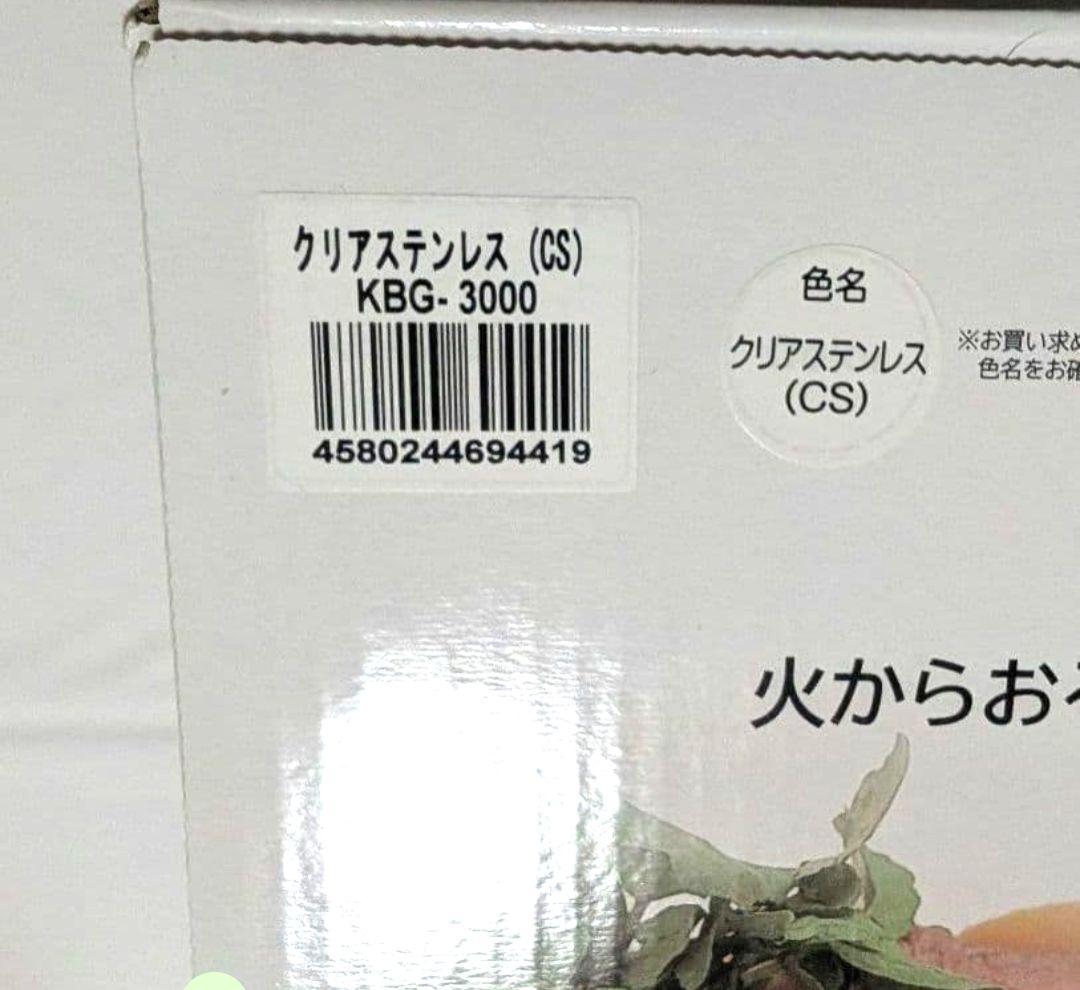 クリアステンレス (CS)
KBG- 3000
4580244694419
色名
クリアステンレス
(CS)
※お買い求め
色名をお確
火からおろ